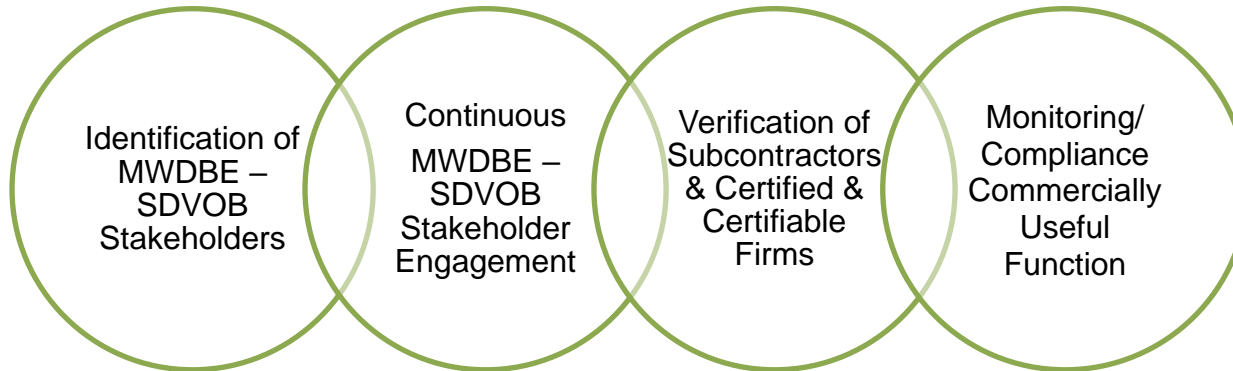 Identification of
MWDBE –
SDVOB
Stakeholders
Continuous
MWDBE –
SDVOB
Stakeholder
Engagement
Verification of
Subcontractors
& Certified &
Certifiable
Firms
Monitoring/
Compliance
Commercially
Useful
Function